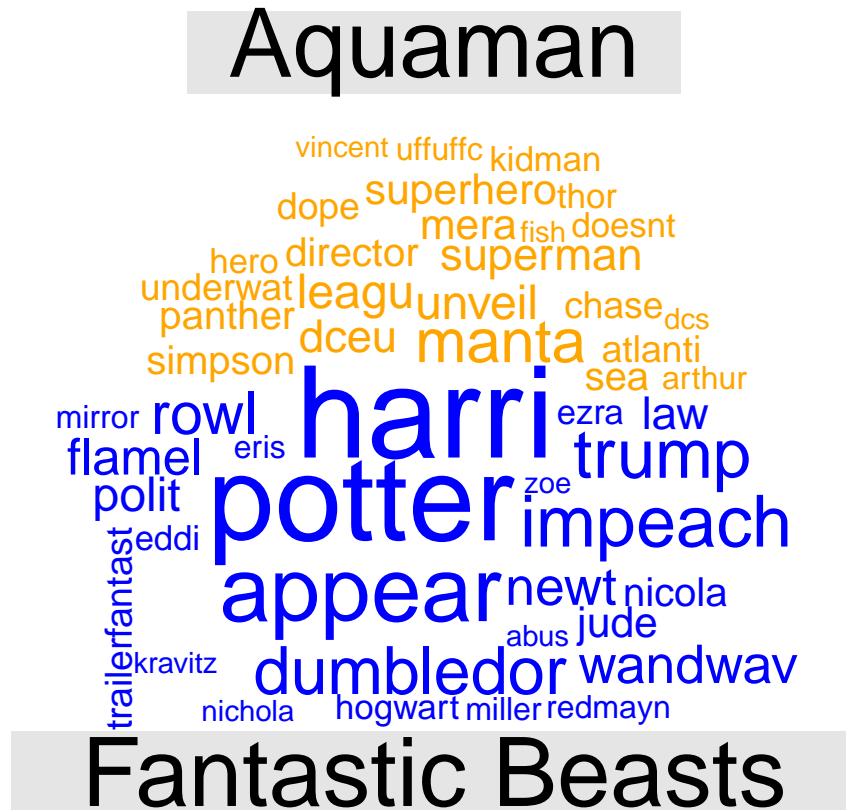 Aquaman
vincent uffuffc kidman
superhero thor
dope
mera fish doesnt
hero director superman
underwat leagu unveil chase dcs
panther dceu manta atlanti
simpson sea arthur
harri
mirror rowl ezra law
flamel eris trump
polit potter zoe impeach
eddi
trailerfantast
appear newt nicola
abus jude
kravitz dumbledor wandwav
nichola hogwart miller redmayn
Fantastic Beasts